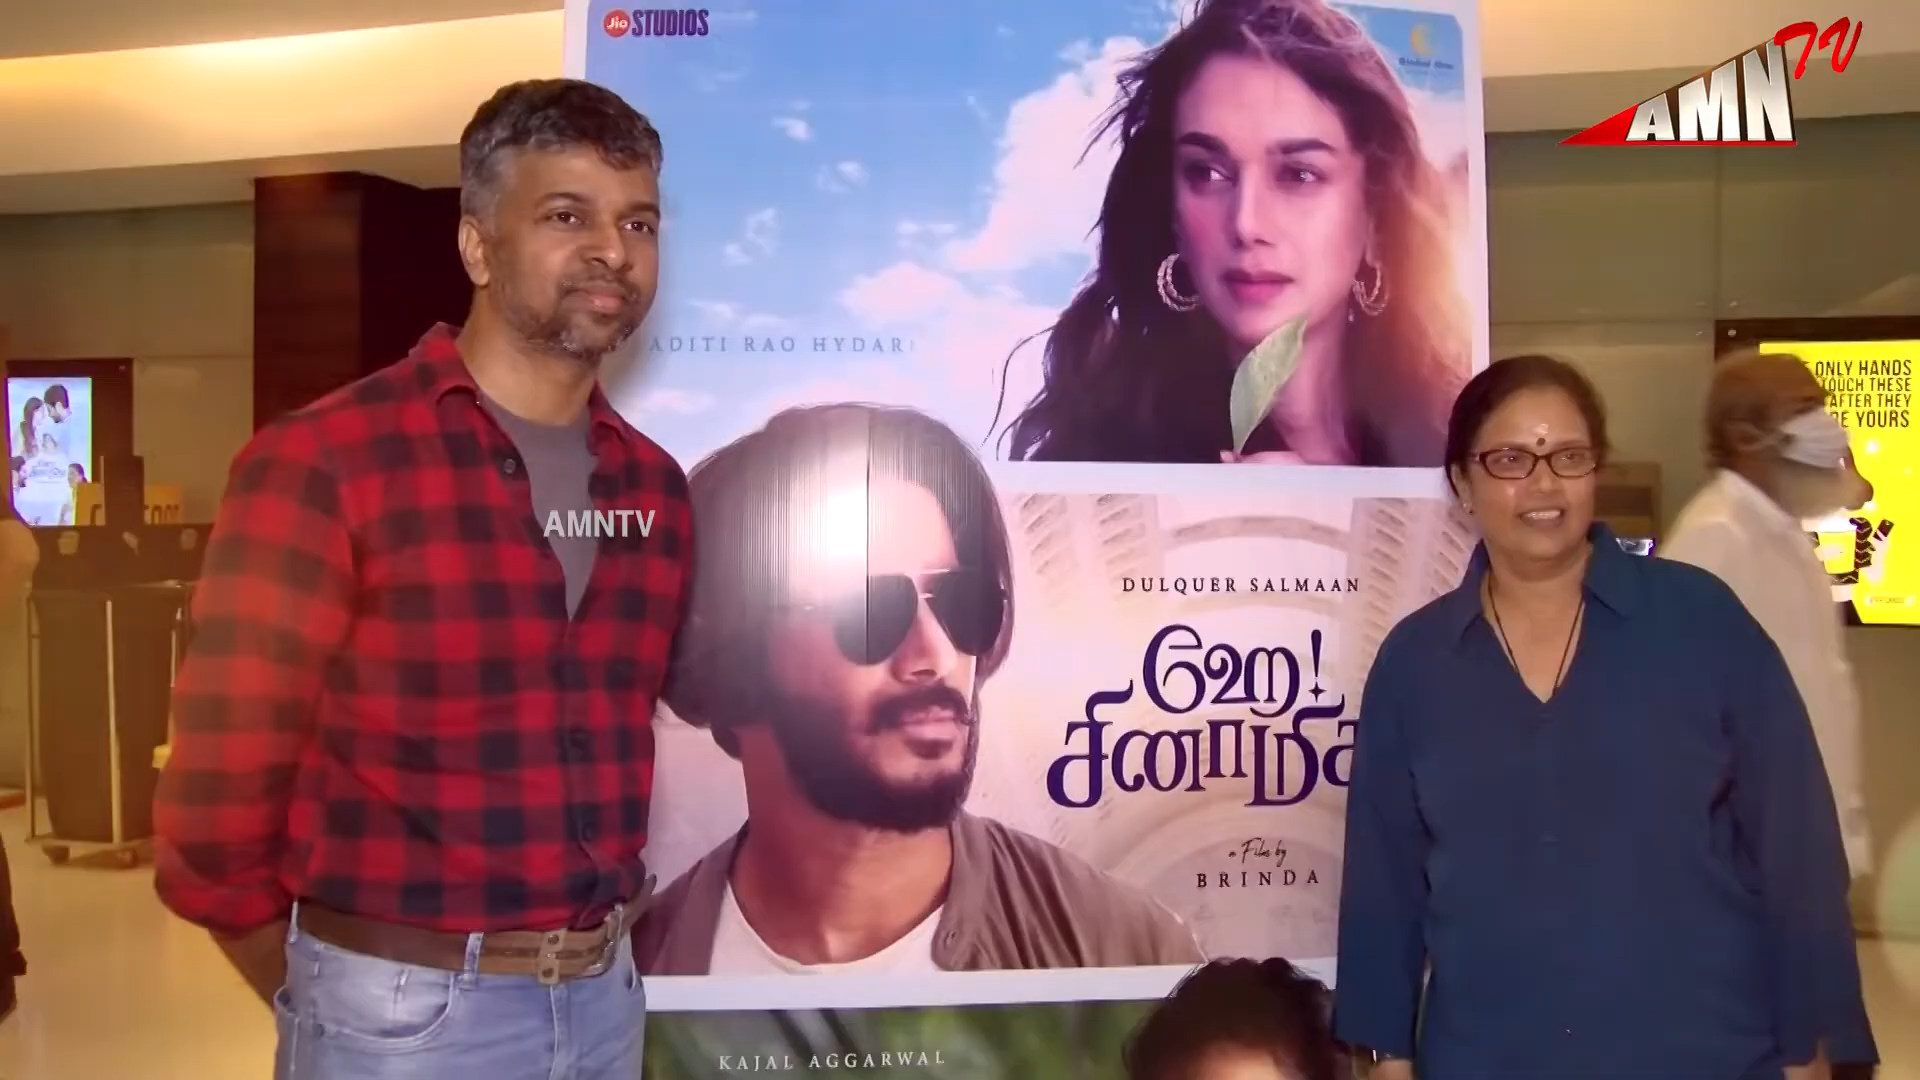 Jio STUDIOS
AMN TV
ADITI RAO HYDARI
ONLY HANDS
TOUCH THESE
AFTER THEY
YOURS
AMNTV
DULQUER SALMAAN
ஹே!
சினாமிக
a Film by
BRINDA
KAJAL AGGARWAL